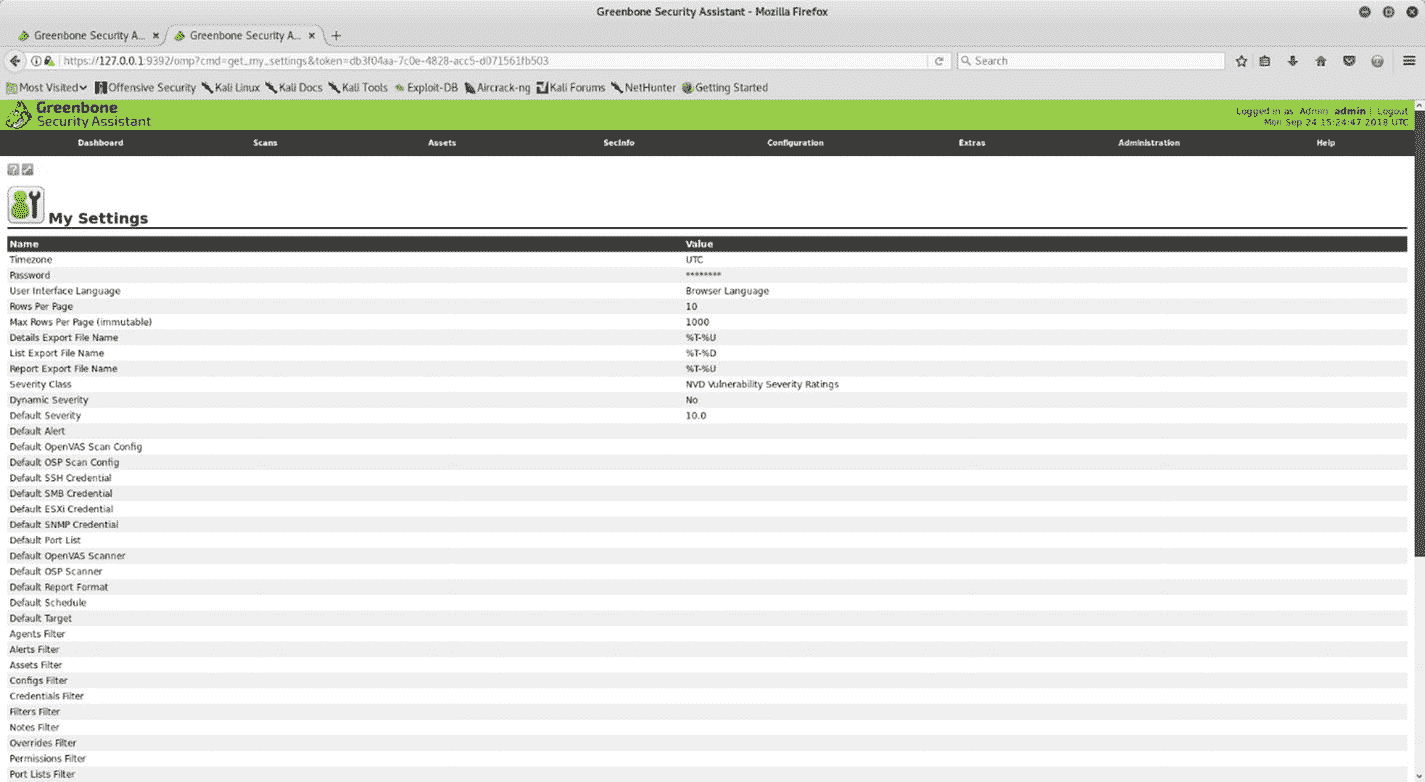 Greenbone Security Assistant - Mozilla Firefox
Greenbone Security A... × Greenbone Security A... × +
https://127.0.0.1:9392/omp?cmd=get_my_settings&token=db3f04aa-7c0e-4828-acc5-d071561fb503 Search
Most Visited Offensive Security Kali Linux Kali Docs Kali Tools Exploit-DB Aircrack-ng Kali Forums NetHunter Getting Started
Greenbone
Security Assistant
Logged in as Admin admin | Logout
Mon Sep 24 15:24:47 2018 UTC
Dashboard Scans Assets SecInfo Configuration Extras Administration Help
My Settings
Name Value
Timezone UTC
Password ********
User Interface Language Browser Language
Rows Per Page 10
Max Rows Per Page (immutable) 1000
Details Export File Name %T-%U
List Export File Name %T-%D
Report Export File Name %T-%U
Severity Class NVD Vulnerability Severity Ratings
Dynamic Severity No
Default Severity 10.0
Default Alert
Default OpenVAS Scan Config
Default OSP Scan Config
Default SSH Credential
Default SMB Credential
Default ESXi Credential
Default SNMP Credential
Default Port List
Default OpenVAS Scanner
Default OSP Scanner
Default Report Format
Default Schedule
Default Target
Agents Filter
Alerts Filter
Assets Filter
Configs Filter
Credentials Filter
Filters Filter
Notes Filter
Overrides Filter
Permissions Filter
Port Lists Filter